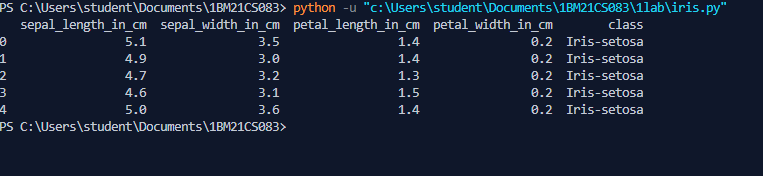 PS C:\Users\student\Documents\1BM21CS083> python -u "c:\Users\student\Documents\1BM21CS083\1lab\iris.py"
   sepal_length_in_cm  sepal_width_in_cm  petal_length_in_cm  petal_width_in_cm        class
0                 5.1                3.5                 1.4                0.2  Iris-setosa
1                 4.9                3.0                 1.4                0.2  Iris-setosa
2                 4.7                3.2                 1.3                0.2  Iris-setosa
3                 4.6                3.1                 1.5                0.2  Iris-setosa
4                 5.0                3.6                 1.4                0.2  Iris-setosa
PS C:\Users\student\Documents\1BM21CS083>